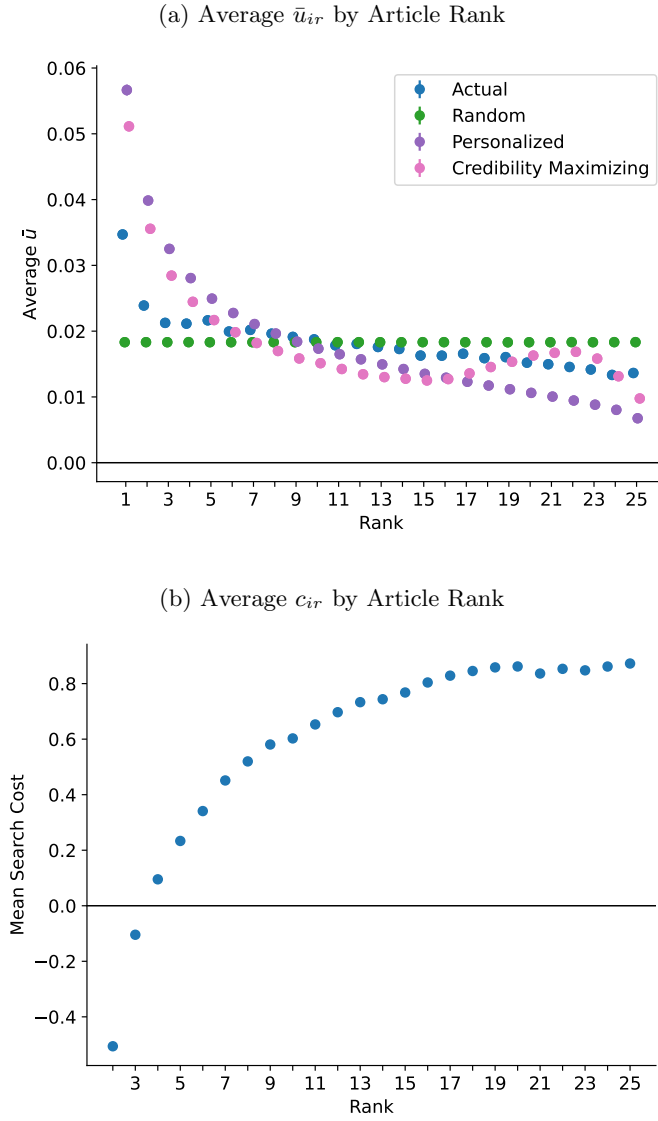 (a) Average ūᵢᵣ by Article Rank
0.06
0.05
0.04
0.03
0.02
0.01
0.00
Average ū
Actual
Random
Personalized
Credibility Maximizing
1 3 5 7 9 11 13 15 17 19 21 23 25
Rank
(b) Average cᵢᵣ by Article Rank
0.8
0.6
0.4
0.2
0.0
−0.2
−0.4
Mean Search Cost
3 5 7 9 11 13 15 17 19 21 23 25
Rank